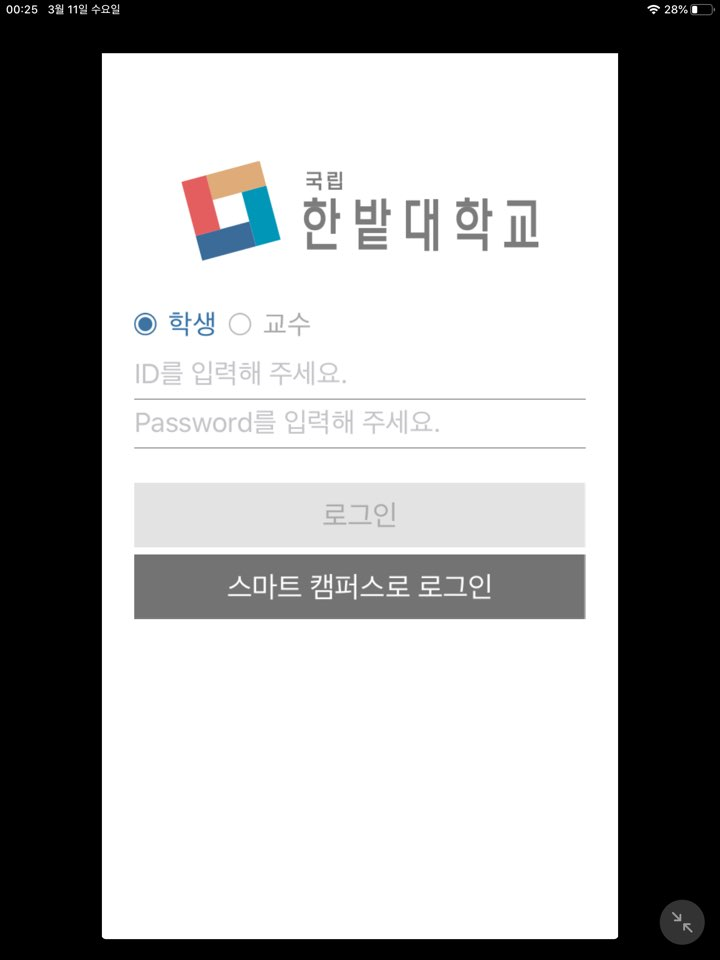 00:25 3월 11일 수요일 28%
국립
한밭대학교
학생 교수
ID를 입력해 주세요.
Password를 입력해 주세요.
로그인
스마트 캠퍼스로 로그인